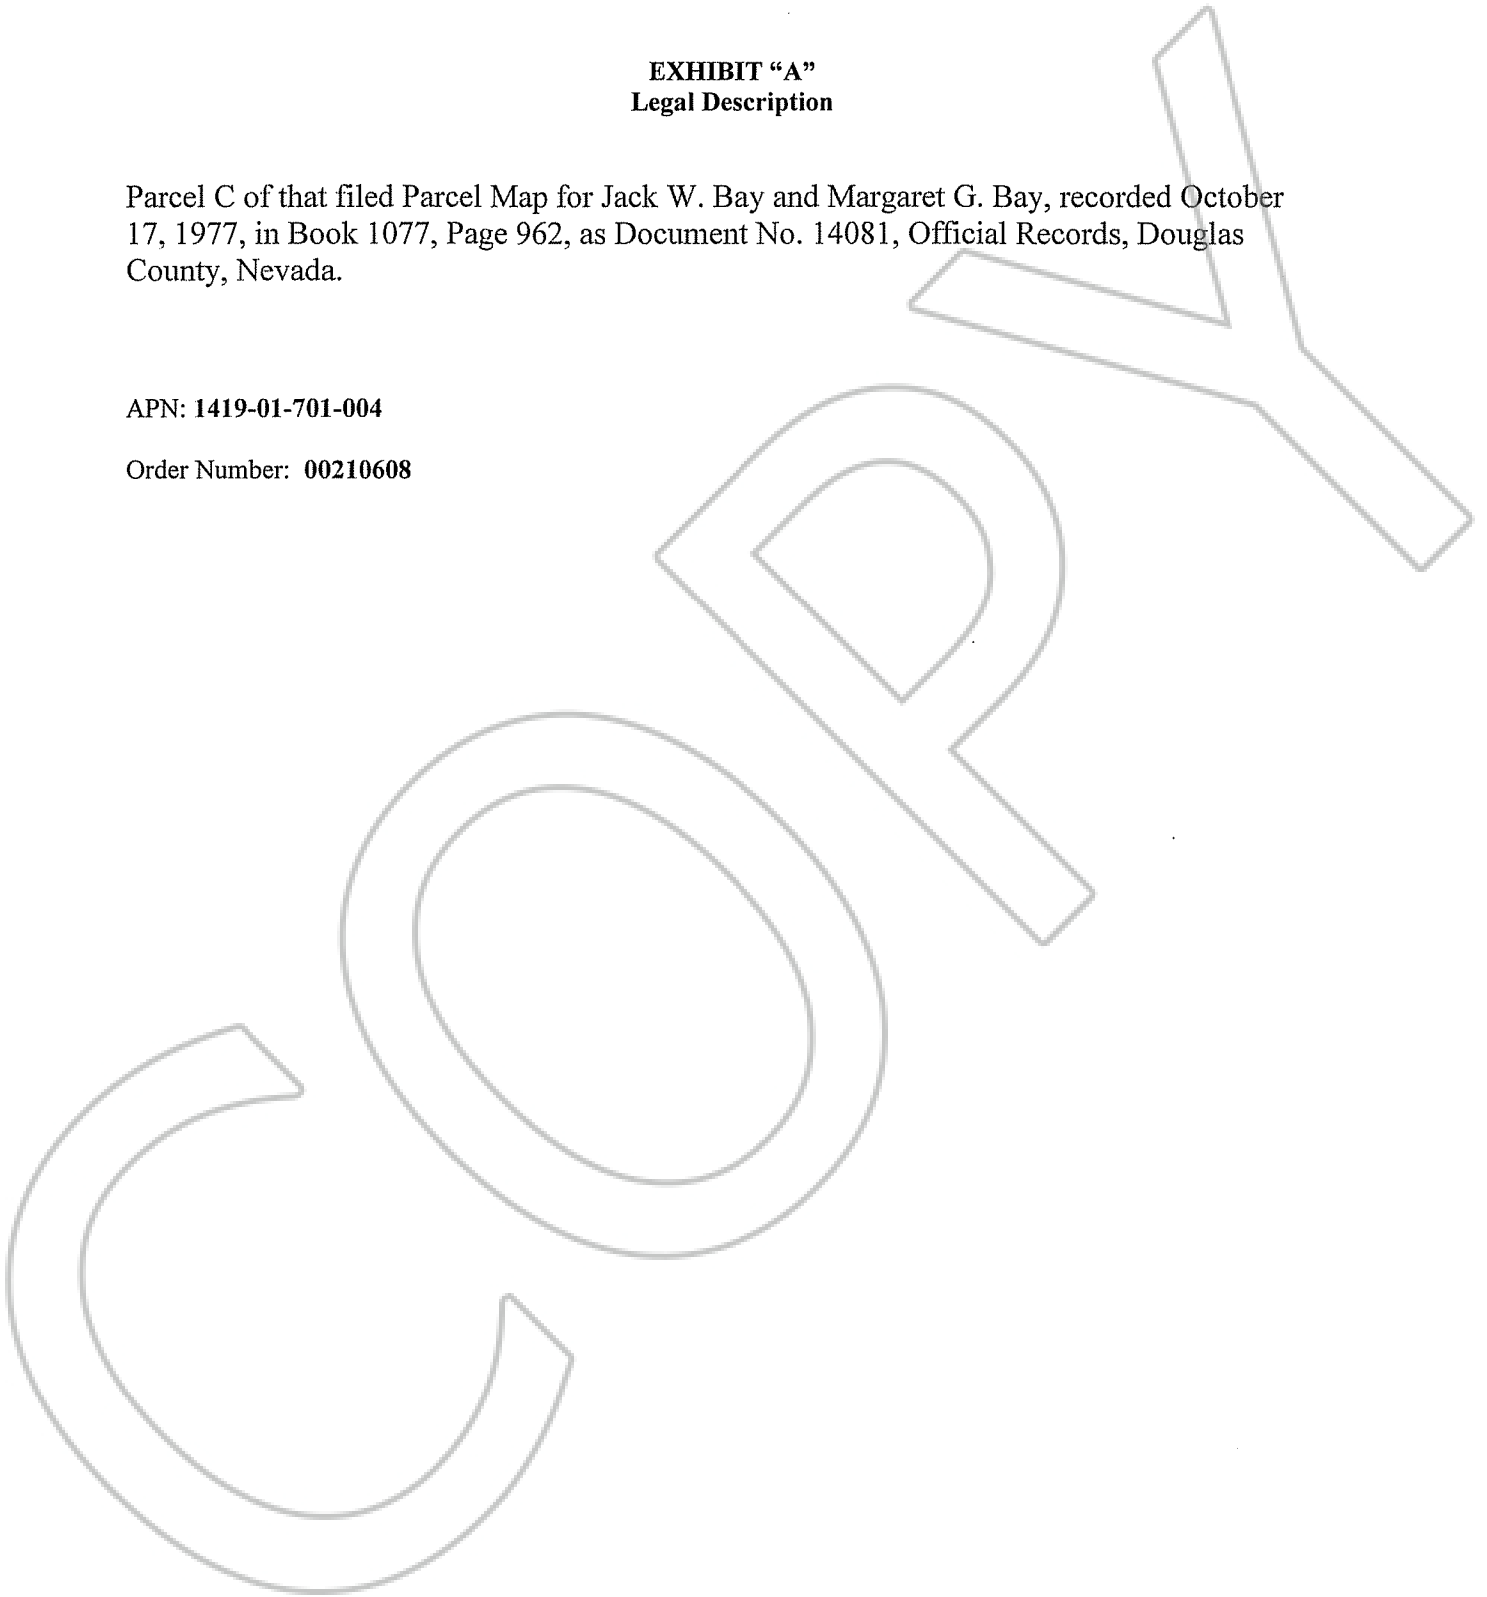 EXHIBIT “A”
Legal Description
Parcel C of that filed Parcel Map for Jack W. Bay and Margaret G. Bay, recorded October
17, 1977, in Book 1077, Page 962, as Document No. 14081, Official Records, Douglas
County, Nevada.
APN: 1419-01-701-004
Order Number:  00210608
COPY